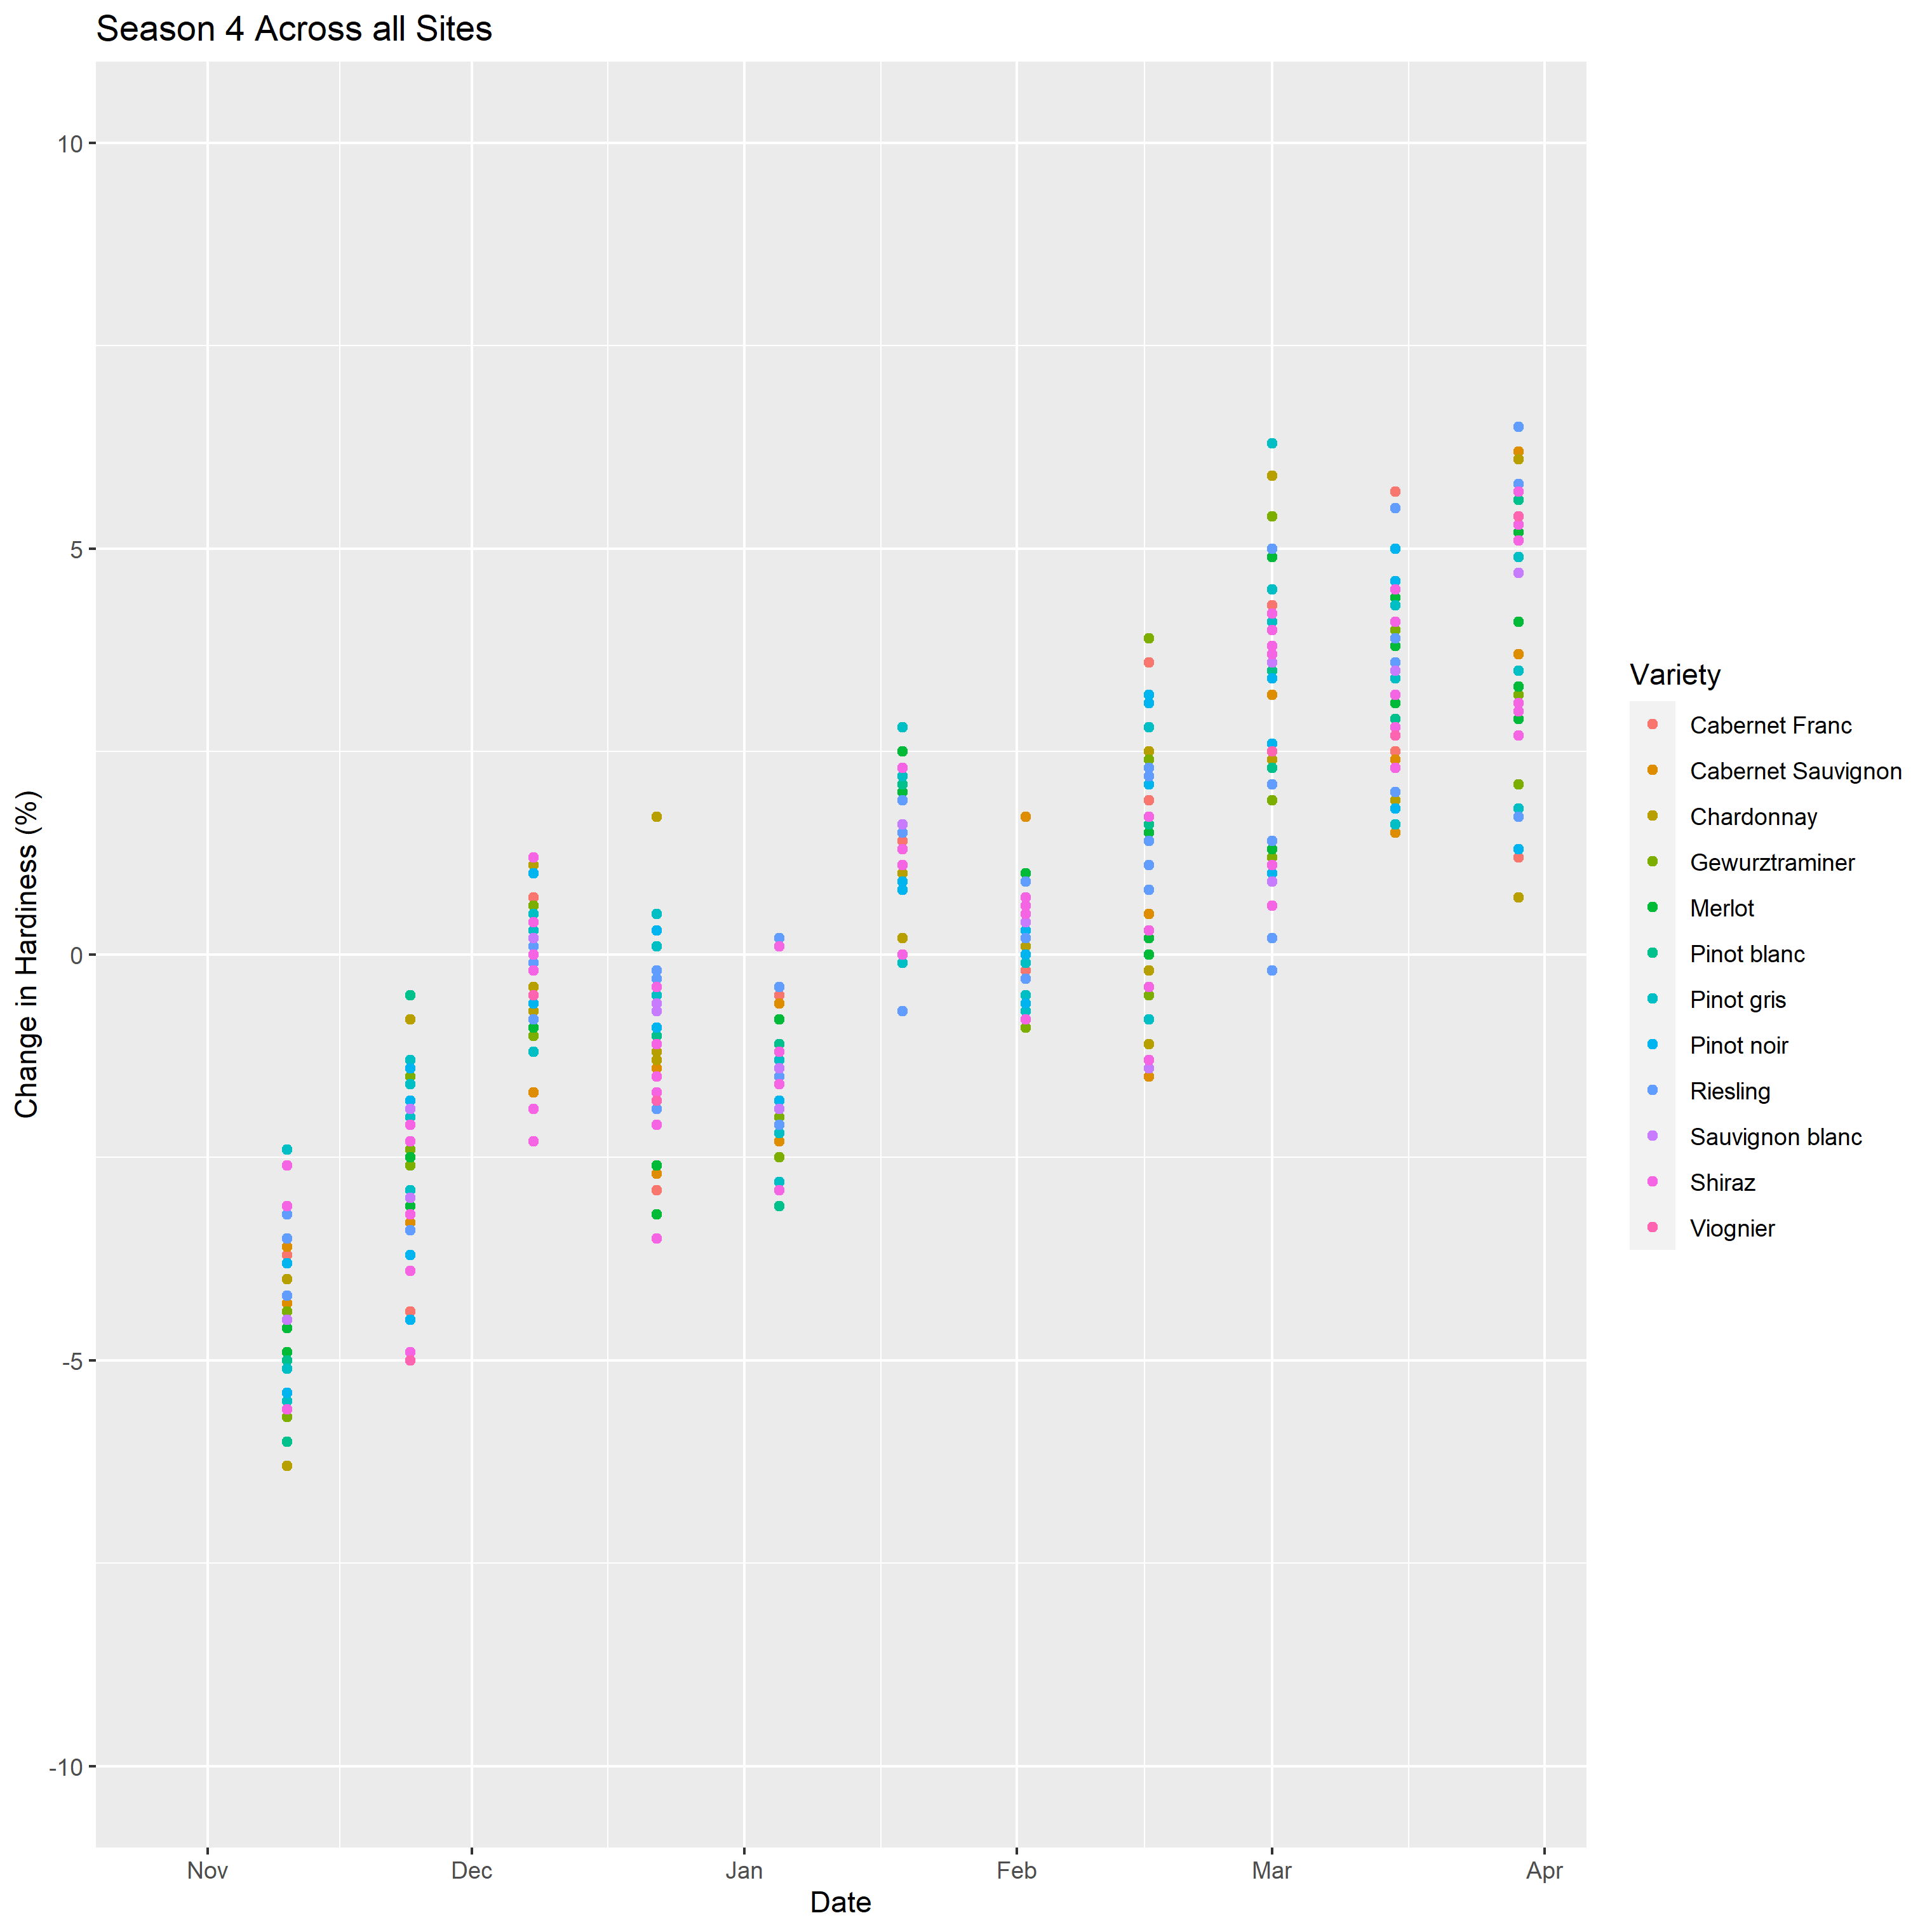 Season 4 Across all Sites
10
5
0
-5
-10
Change in Hardiness (%)
Nov Dec Jan Feb Mar Apr
Date
Variety
Cabernet Franc
Cabernet Sauvignon
Chardonnay
Gewurztraminer
Merlot
Pinot blanc
Pinot gris
Pinot noir
Riesling
Sauvignon blanc
Shiraz
Viognier